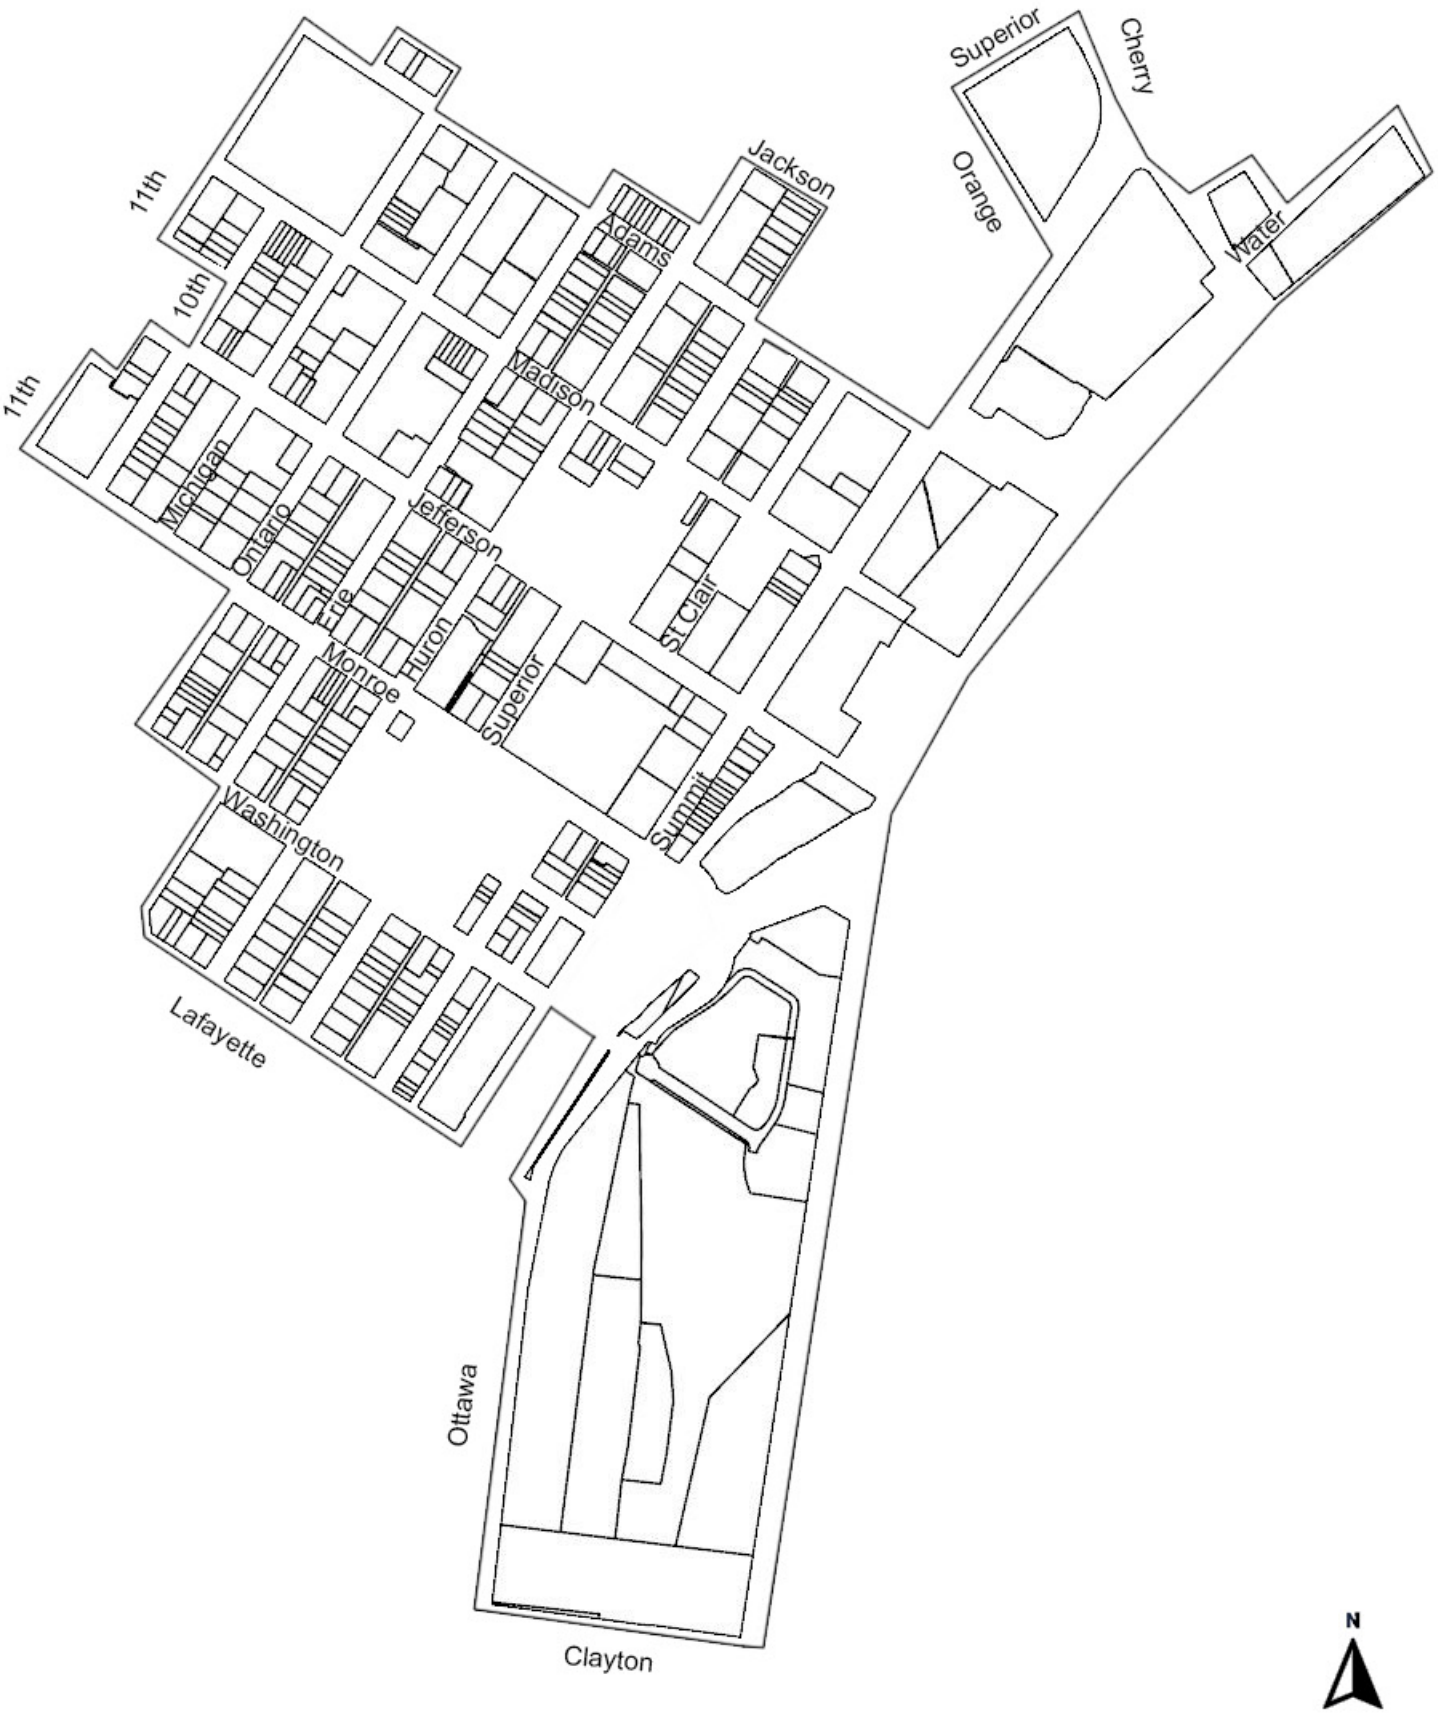 Superior
Cherry
Jackson
11th
Orange
Adams
Water
10th
Madison
11th
Michigan
Ontario
Jefferson
Erie
St Clair
Huron
Monroe
Superior
Summit
Washington
Lafayette
Ottawa
N
Clayton